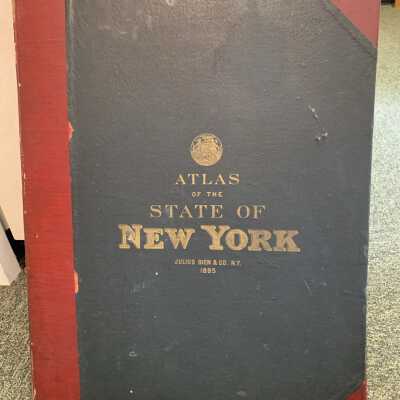 ATLAS
OF THE
STATE OF
NEW YORK
JULIUS BIEN & CO. N.Y.
1895